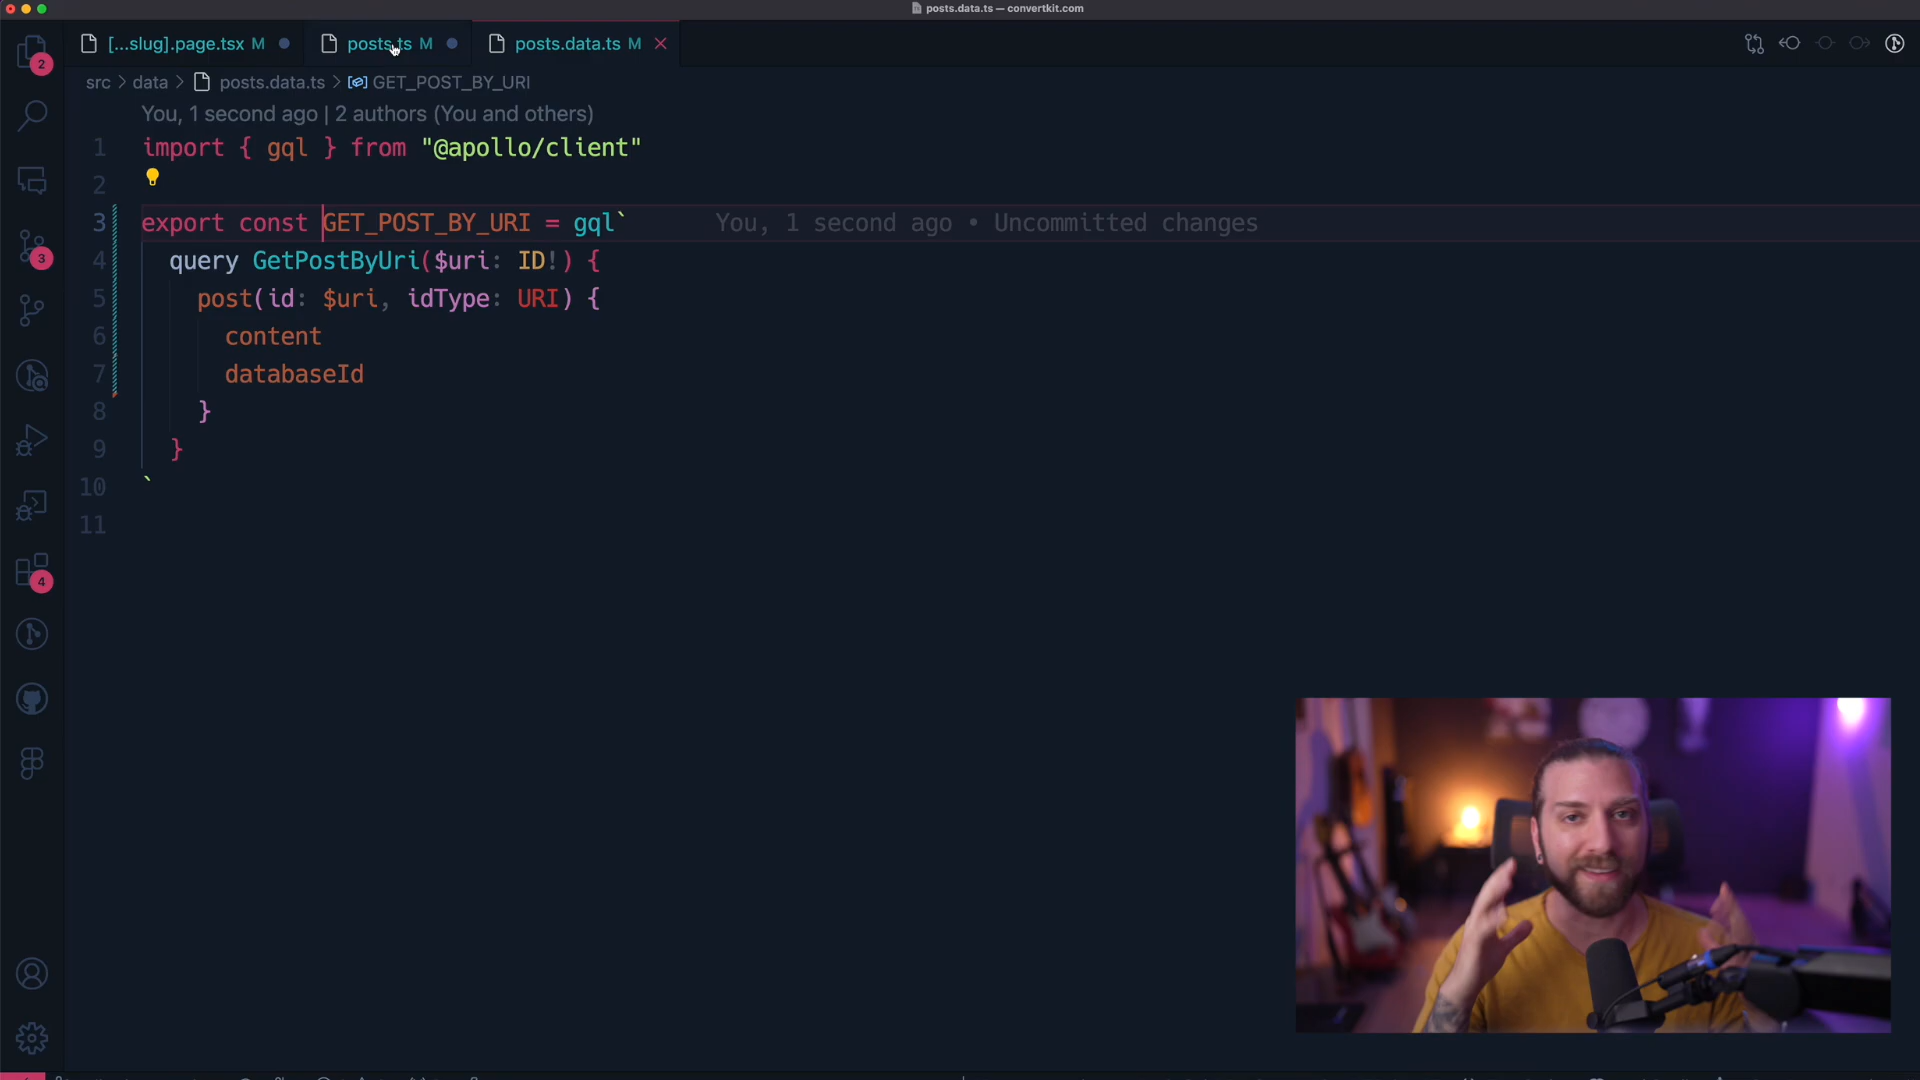 posts.data.ts — convertkit.com
[...slug].page.tsx M
posts.ts M
posts.data.ts M
src > data > posts.data.ts > GET_POST_BY_URI
You, 1 second ago | 2 authors (You and others)
1 import { gql } from "@apollo/client"
2
3 export const GET_POST_BY_URI = gql` You, 1 second ago • Uncommitted changes
4 query GetPostByUri($uri: ID!) {
5 post(id: $uri, idType: URI) {
6 content
7 databaseId
8 }
9 }
10 `
11
2
3
4